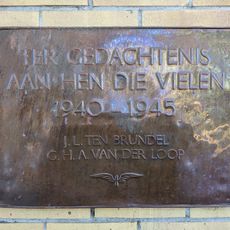 TER GEDACHTENIS
AAN HEN DIE VIELEN
1940-1945
J. L. TEN BRUNDEL
G. H. A. VAN DER LOOP